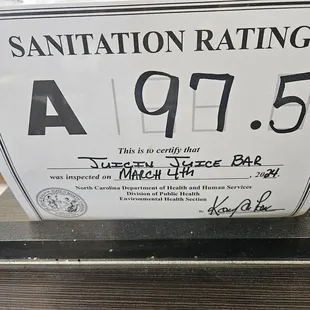 SANITATION RATING
A 97.5
This is to certify that
JUICIN JUICE BAR
was inspected on MARCH 4th, 2024.
North Carolina Department of Health and Human Services
Division of Public Health
Environmental Health Section